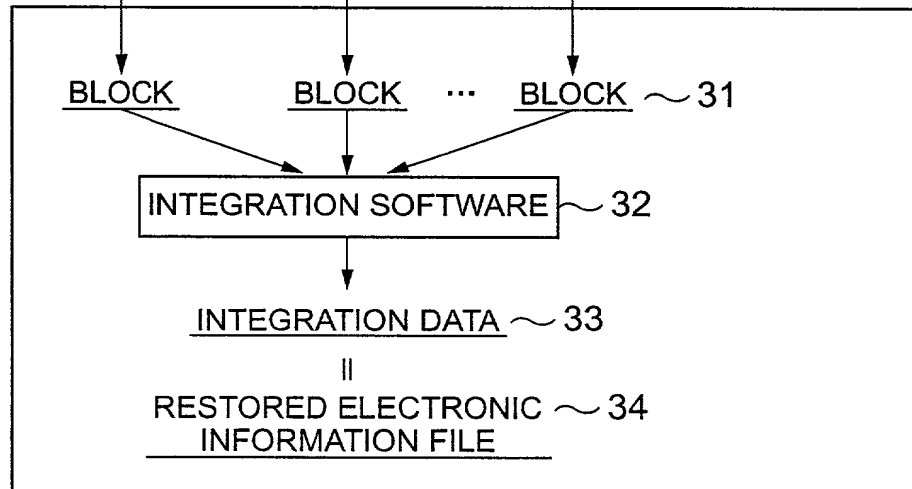 BLOCK BLOCK ... BLOCK ~ 31
INTEGRATION SOFTWARE ~ 32
INTEGRATION DATA ~ 33
=
RESTORED ELECTRONIC ~ 34
INFORMATION FILE